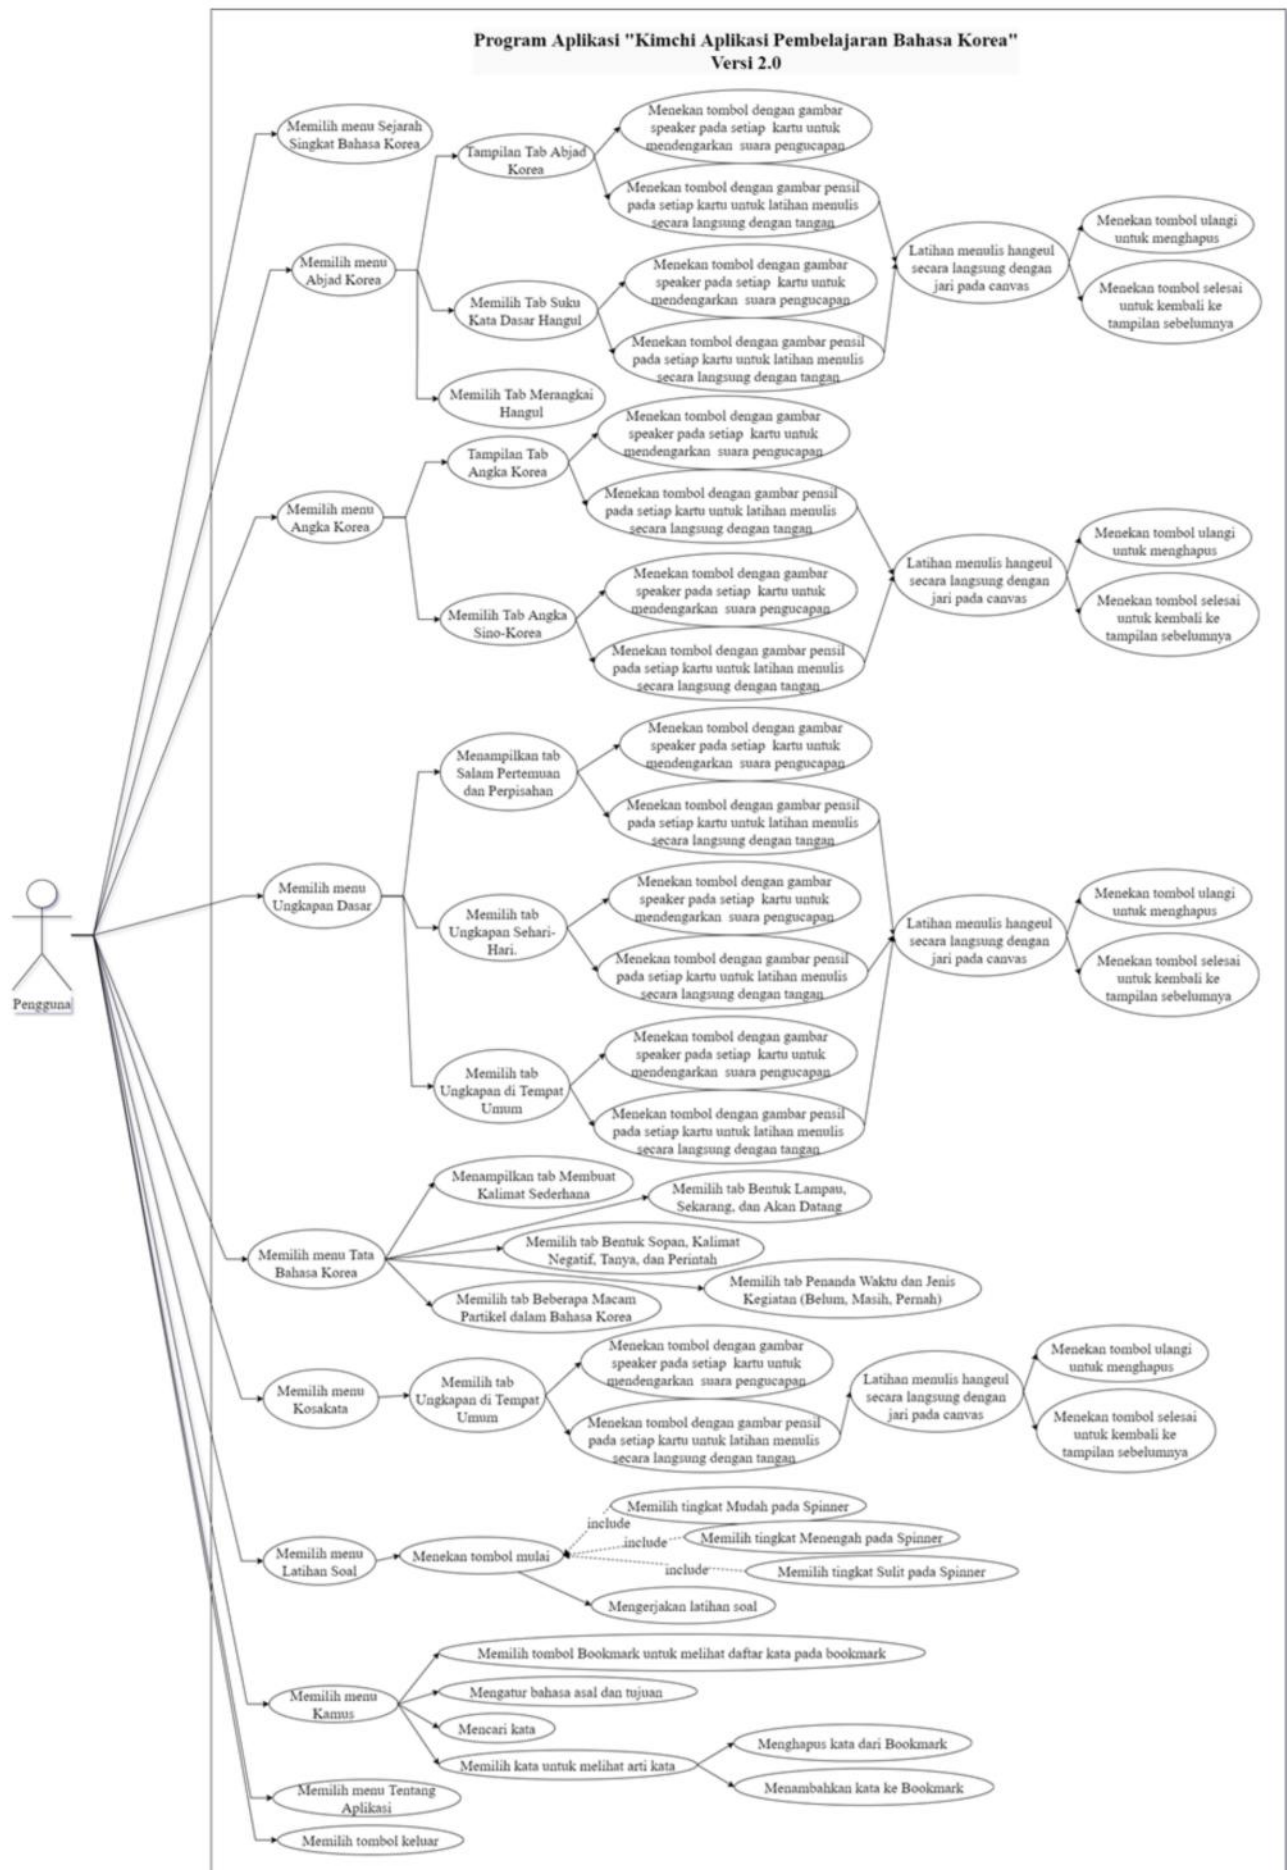 Program Aplikasi "Kimchi Aplikasi Pembelajaran Bahasa Korea"
Versi 2.0
Pengguna
Memilih menu Sejarah
Singkat Bahasa Korea
Memilih menu
Abjad Korea
Tampilan Tab Abjad
Korea
Menekan tombol dengan gambar
speaker pada setiap kartu untuk
mendengarkan suara pengucapan
Menekan tombol dengan gambar pensil
pada setiap kartu untuk latihan menulis
secara langsung dengan tangan
Memilih Tab Suku
Kata Dasar Hangul
Menekan tombol dengan gambar
speaker pada setiap kartu untuk
mendengarkan suara pengucapan
Menekan tombol dengan gambar pensil
pada setiap kartu untuk latihan menulis
secara langsung dengan tangan
Latihan menulis hangeul
secara langsung dengan
jari pada canvas
Menekan tombol ulangi
untuk menghapus
Menekan tombol selesai
untuk kembali ke
tampilan sebelumnya
Memilih Tab Merangkai
Hangul
Memilih menu
Angka Korea
Tampilan Tab
Angka Korea
Menekan tombol dengan gambar
speaker pada setiap kartu untuk
mendengarkan suara pengucapan
Menekan tombol dengan gambar pensil
pada setiap kartu untuk latihan menulis
secara langsung dengan tangan
Memilih Tab Angka
Sino-Korea
Menekan tombol dengan gambar
speaker pada setiap kartu untuk
mendengarkan suara pengucapan
Menekan tombol dengan gambar pensil
pada setiap kartu untuk latihan menulis
secara langsung dengan tangan
Latihan menulis hangeul
secara langsung dengan
jari pada canvas
Menekan tombol ulangi
untuk menghapus
Menekan tombol selesai
untuk kembali ke
tampilan sebelumnya
Memilih menu
Ungkapan Dasar
Menampilkan tab
Salam Pertemuan
dan Perpisahan
Menekan tombol dengan gambar
speaker pada setiap kartu untuk
mendengarkan suara pengucapan
Menekan tombol dengan gambar pensil
pada setiap kartu untuk latihan menulis
secara langsung dengan tangan
Memilih tab
Ungkapan Sehari-
Hari.
Menekan tombol dengan gambar
speaker pada setiap kartu untuk
mendengarkan suara pengucapan
Menekan tombol dengan gambar pensil
pada setiap kartu untuk latihan menulis
secara langsung dengan tangan
Memilih tab
Ungkapan di Tempat
Umum
Menekan tombol dengan gambar
speaker pada setiap kartu untuk
mendengarkan suara pengucapan
Menekan tombol dengan gambar pensil
pada setiap kartu untuk latihan menulis
secara langsung dengan tangan
Latihan menulis hangeul
secara langsung dengan
jari pada canvas
Menekan tombol ulangi
untuk menghapus
Menekan tombol selesai
untuk kembali ke
tampilan sebelumnya
Memilih menu Tata
Bahasa Korea
Menampilkan tab Membuat
Kalimat Sederhana
Memilih tab Bentuk Lampau,
Sekarang, dan Akan Datang
Memilih tab Bentuk Sopan, Kalimat
Negatif, Tanya, dan Perintah
Memilih tab Penanda Waktu dan Jenis
Kegiatan (Belum, Masih, Pernah)
Memilih tab Beberapa Macam
Partikel dalam Bahasa Korea
Memilih menu
Kosakata
Memilih tab
Ungkapan di Tempat
Umum
Menekan tombol dengan gambar
speaker pada setiap kartu untuk
mendengarkan suara pengucapan
Menekan tombol dengan gambar pensil
pada setiap kartu untuk latihan menulis
secara langsung dengan tangan
Latihan menulis hangeul
secara langsung dengan
jari pada canvas
Menekan tombol ulangi
untuk menghapus
Menekan tombol selesai
untuk kembali ke
tampilan sebelumnya
Memilih menu
Latihan Soal
Menekan tombol mulai
include
Memilih tingkat Mudah pada Spinner
include
Memilih tingkat Menengah pada Spinner
include
Memilih tingkat Sulit pada Spinner
Mengerjakan latihan soal
Memilih menu
Kamus
Memilih tombol Bookmark untuk melihat daftar kata pada bookmark
Mengatur bahasa asal dan tujuan
Mencari kata
Memilih kata untuk melihat arti kata
Menghapus kata dari Bookmark
Menambahkan kata ke Bookmark
Memilih menu Tentang
Aplikasi
Memilih tombol keluar